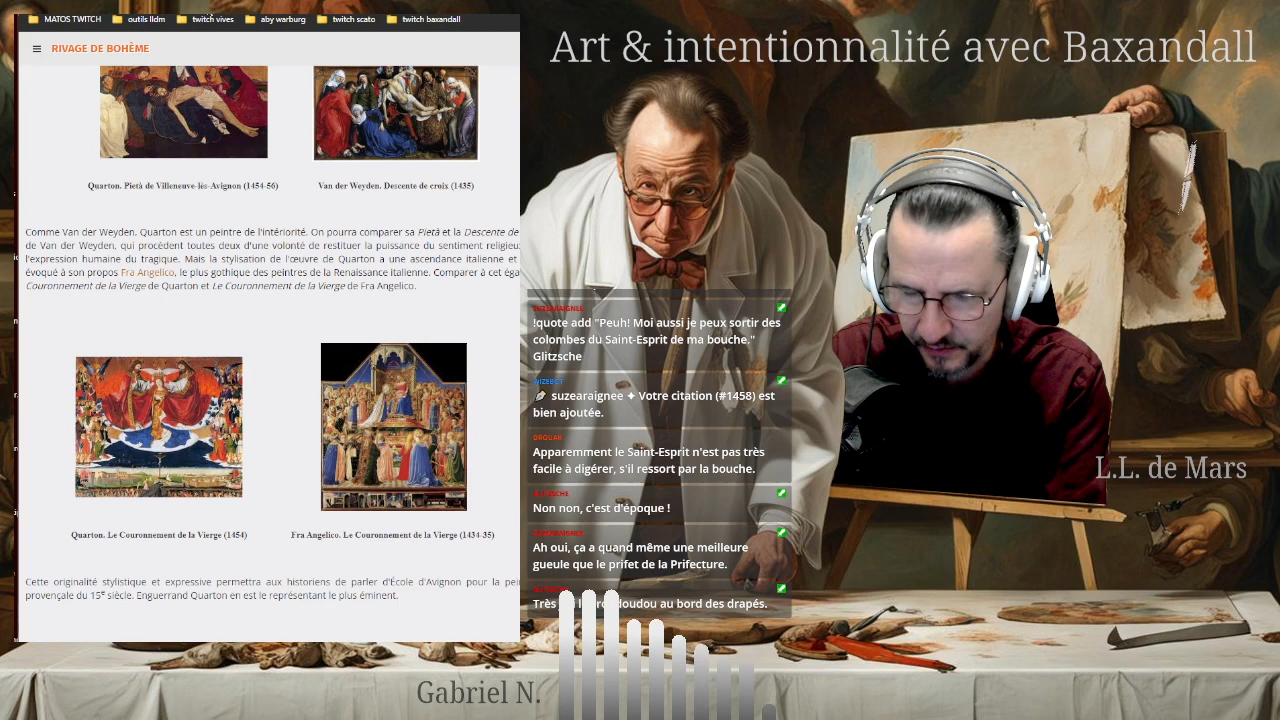 MATOS TWITCH outils lldm twitch vives aby warburg twitch scato twitch baxandall
RIVAGE DE BOHÈME
Art & intentionnalité avec Baxandall
Quarton. Pietà de Villeneuve-lès-Avignon (1454-56)
Van der Weyden. Descente de croix (1435)
Comme Van der Weyden. Quarton est un peintre de l'intériorité. On pourra comparer sa Pietà et la Descente de
de Van der Weyden, qui procèdent toutes deux d'une volonté de restituer la puissance du sentiment religieu
l'expression humaine du tragique. Mais la stylisation de l'œuvre de Quarton a une ascendance italienne et
évoqué à son propos Fra Angelico, le plus gothique des peintres de la Renaissance italienne. Comparer à cet éga
Couronnement de la Vierge de Quarton et Le Couronnement de la Vierge de Fra Angelico.
Quarton. Le Couronnement de la Vierge (1454)
Fra Angelico. Le Couronnement de la Vierge (1434-35)
Cette originalité stylistique et expressive permettra aux historiens de parler d'École d'Avignon pour la pei
provençale du 15e siècle. Enguerrand Quarton en est le représentant le plus éminent.
SUZEARAIGNEE
!quote add "Peuh! Moi aussi je peux sortir des
colombes du Saint-Esprit de ma bouche."
Glitzsche
WIZEBOT
suzearaignee ✦ Votre citation (#1458) est
bien ajoutée.
DROUAR
Apparemment le Saint-Esprit n'est pas très
facile à digérer, s'il ressort par la bouche.
Non non, c'est d'époque !
SUZEARAIGNEE
Ah oui, ça a quand même une meilleure
gueule que le prifet de la Prifecture.
Très doudou au bord des drapés.
L.L. de Mars
Gabriel N.